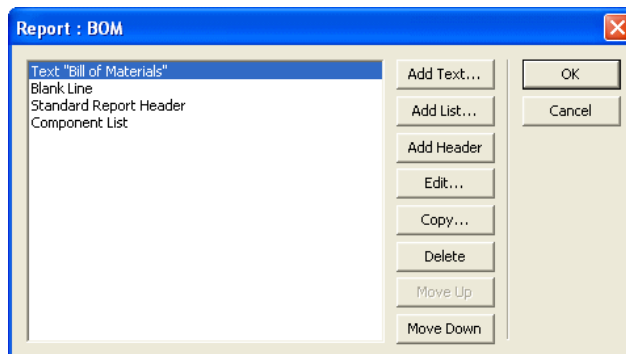 Report : BOM
Text "Bill of Materials"
Blank Line
Standard Report Header
Component List
Add Text...
Add List...
Add Header
Edit...
Copy...
Delete
Move Up
Move Down
OK
Cancel